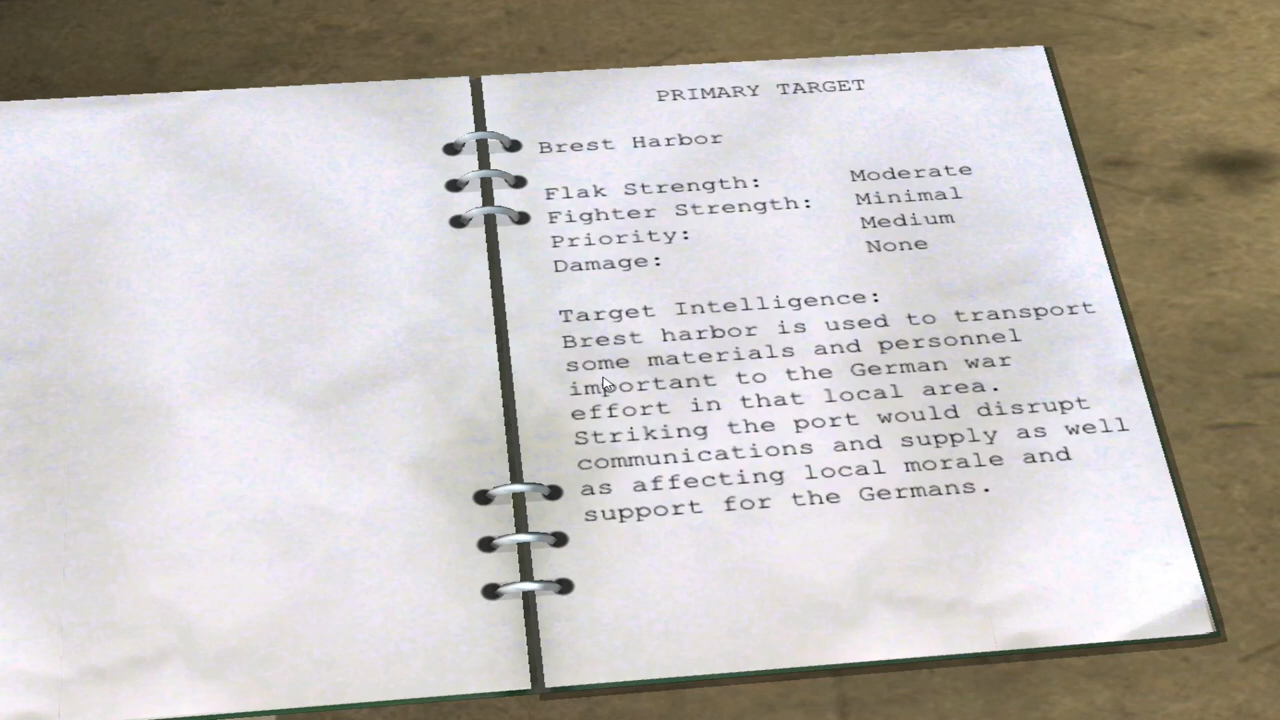 PRIMARY TARGET
Brest Harbor
Flak Strength: Moderate
Fighter Strength: Minimal
Priority: Medium
Damage: None
Target Intelligence:
Brest harbor is used to transport
some materials and personnel
important to the German war
effort in that local area.
Striking the port would disrupt
communications and supply as well
as affecting local morale and
support for the Germans.